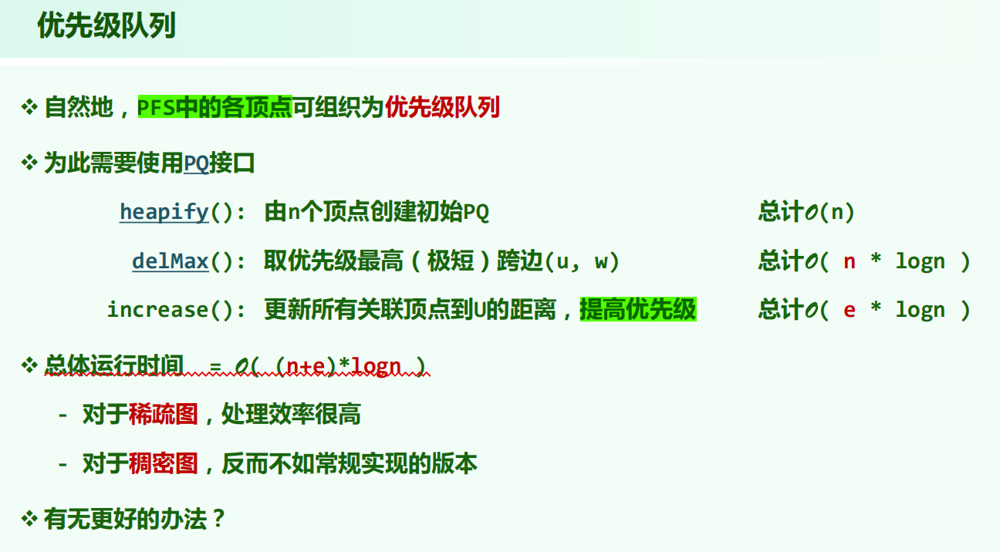 优先级队列
❖ 自然地，PFS中的各顶点可组织为优先级队列
❖ 为此需要使用PQ接口
heapify(): 由n个顶点创建初始PQ 总计𝒪(n)
delMax(): 取优先级最高（极短）跨边(u, w) 总计𝒪( n * logn )
increase(): 更新所有关联顶点到U的距离，提高优先级 总计𝒪( e * logn )
❖ 总体运行时间 = 𝒪( (n+e)*logn )
- 对于稀疏图，处理效率很高
- 对于稠密图，反而不如常规实现的版本
❖ 有无更好的办法？